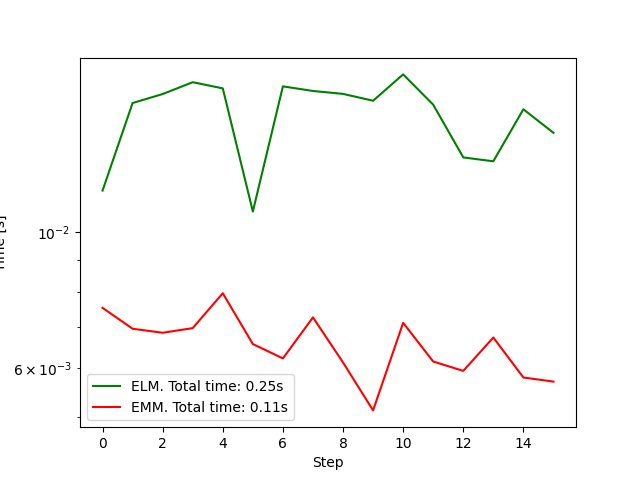 Time [s]
10^{-2}
6 × 10^{-3}
ELM. Total time: 0.25s
EMM. Total time: 0.11s
0 2 4 6 8 10 12 14
Step